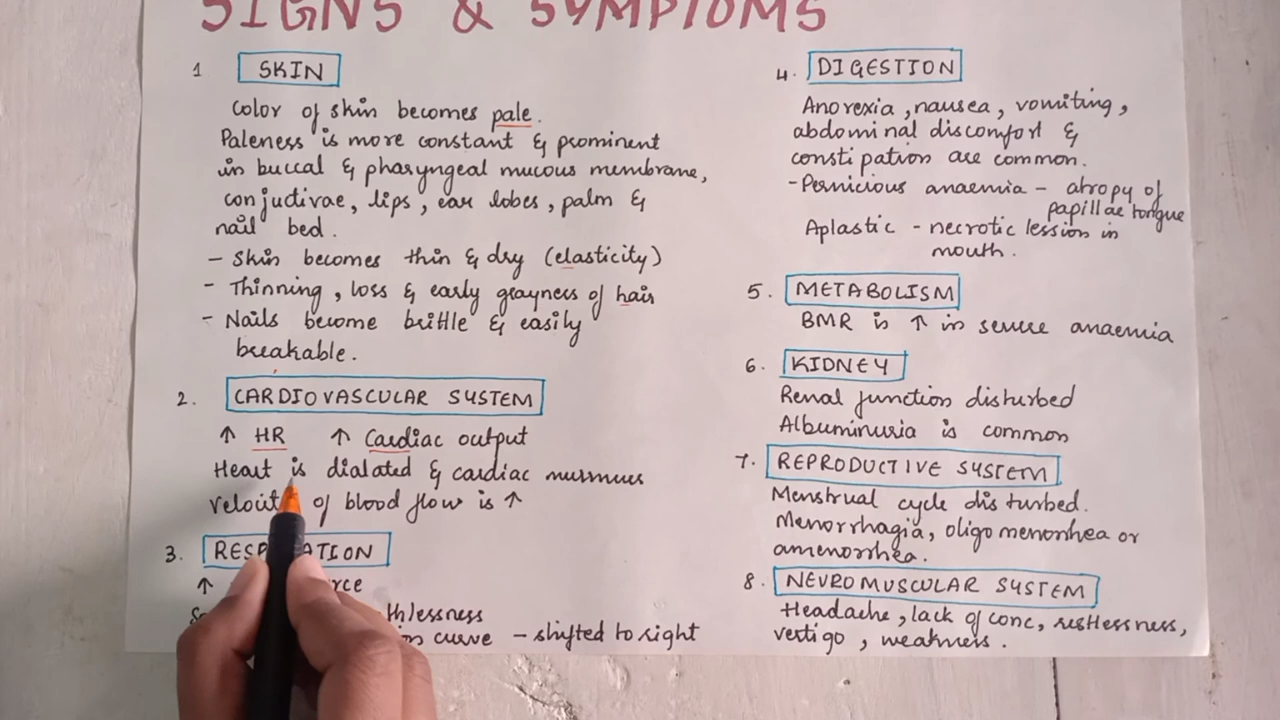 SIGNS & SYMPTOMS
1 SKIN
Color of skin becomes pale.
Paleness is more constant & prominent
in buccal & pharyngeal mucous membrane,
conjudivae, lips, ear lobes, palm &
nail bed.
- Skin becomes thin & dry (elasticity)
- Thinning, loss & early grayness of hair
- Nails become brittle & easily
breakable.
2. CARDIOVASCULAR SYSTEM
↑ HR ↑ Cardiac output
Heart is dialated & cardiac murmur
of blood flow is ↑
3.
↑
curve - shifted to right
4. DIGESTION
Anorexia, nausea, vomiting,
abdominal discomfort &
constipation are common.
- Pernicious anaemia - atropy of
papillae tongue
Aplastic - necrotic lession in
mouth.
5. METABOLISM
BMR is ↑ in severe anaemia
6. KIDNEY
Renal function disturbed
Albuminuria is common
7. REPRODUCTIVE SYSTEM
Menstrual cycle disturbed.
Menorrhagia, oligomenorrhea or
amenorrhea.
8. NEUROMUSCULAR SYSTEM
Headache, lack of conc, restlessness,
vertigo, weakness.